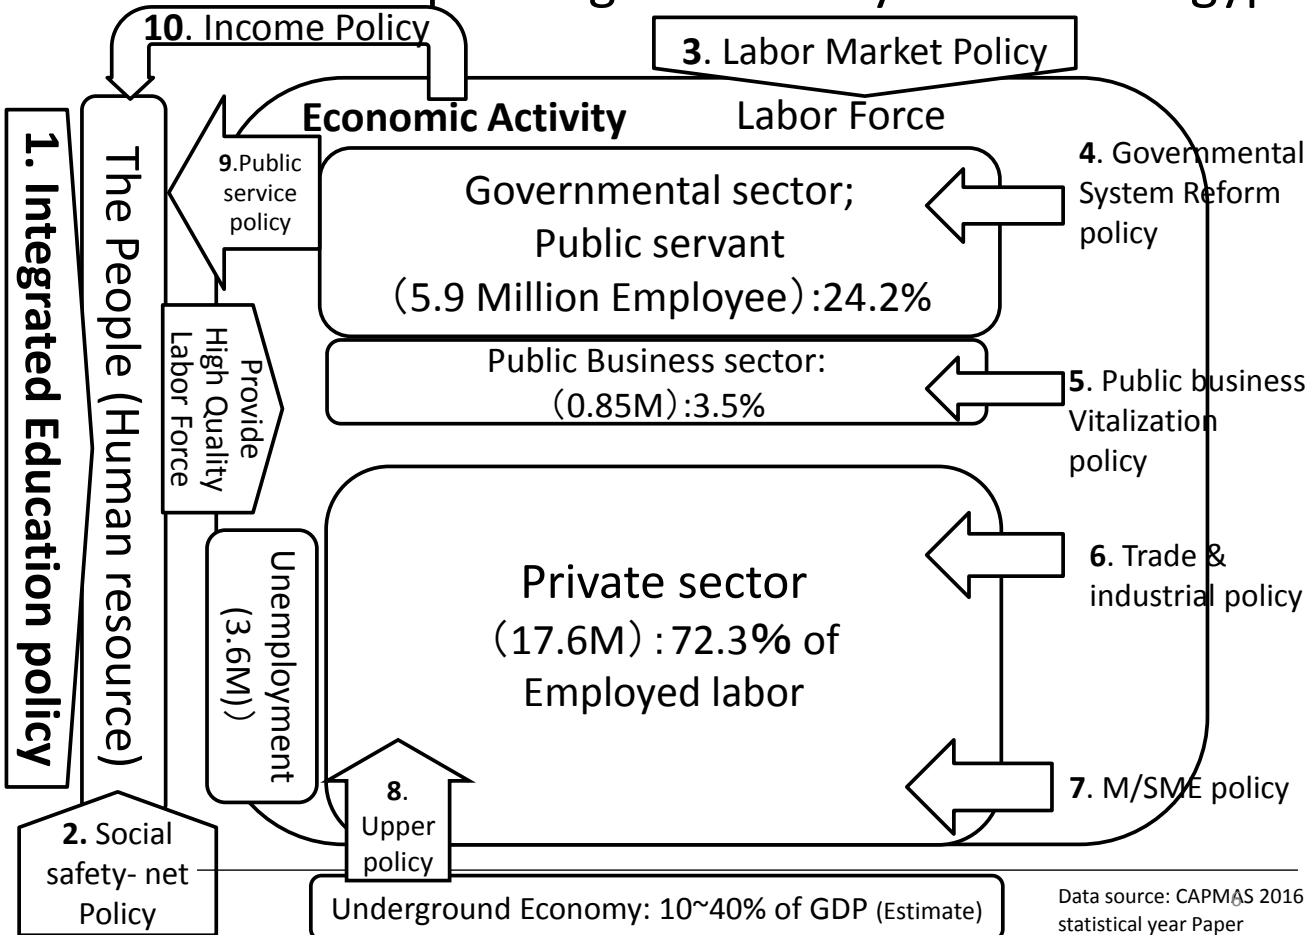 10. Income Policy
3. Labor Market Policy
Economic Activity
Labor Force
1. Integrated Education policy
The People (Human resource)
9.Public
service
policy
Governmental sector;
Public servant
（5.9 Million Employee）:24.2%
4. Governmental
System Reform
policy
Provide
High Quality
Labor Force
Public Business sector:
（0.85M）:3.5%
5. Public business
Vitalization
policy
Unemployment
(3.6M)）
Private sector
（17.6M）: 72.3% of
Employed labor
6. Trade &
industrial policy
7. M/SME policy
8.
Upper
policy
2. Social
safety- net
Policy
Underground Economy: 10~40% of GDP (Estimate)
Data source: CAPMAS 2016
statistical year Paper